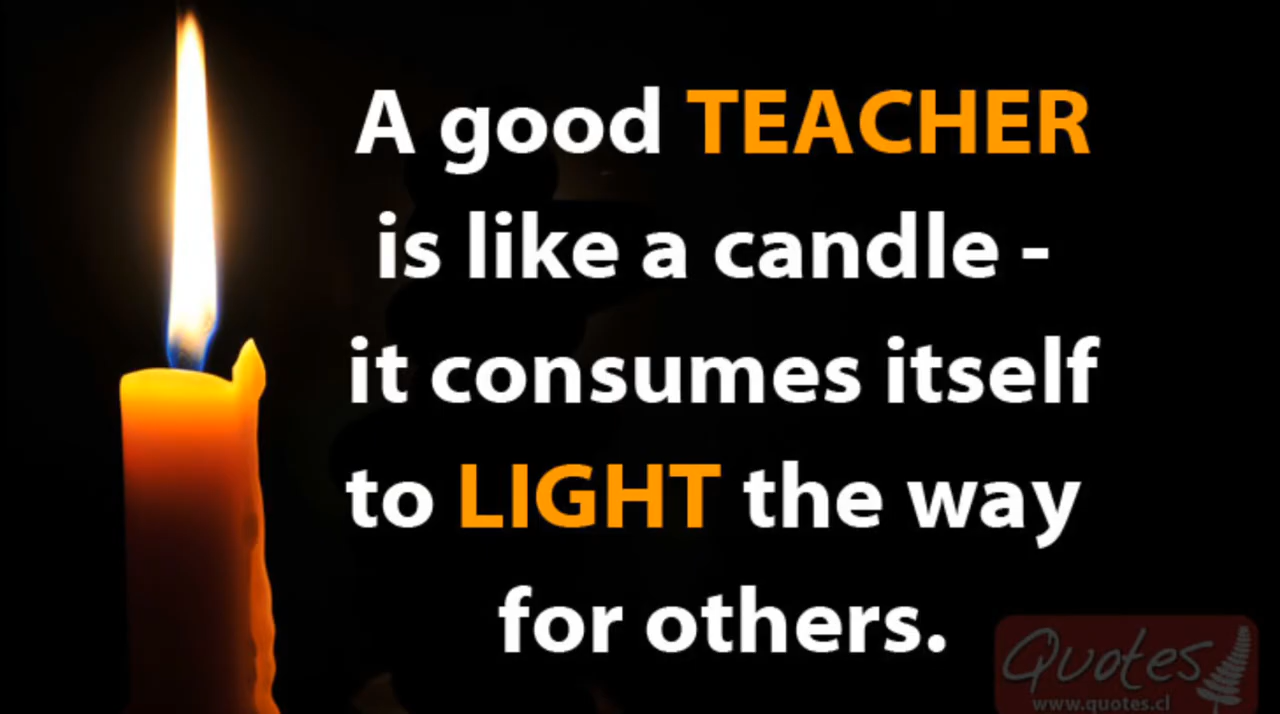 A good TEACHER
is like a candle -
it consumes itself
to LIGHT the way
for others.
Quotes
www.quotes.cl